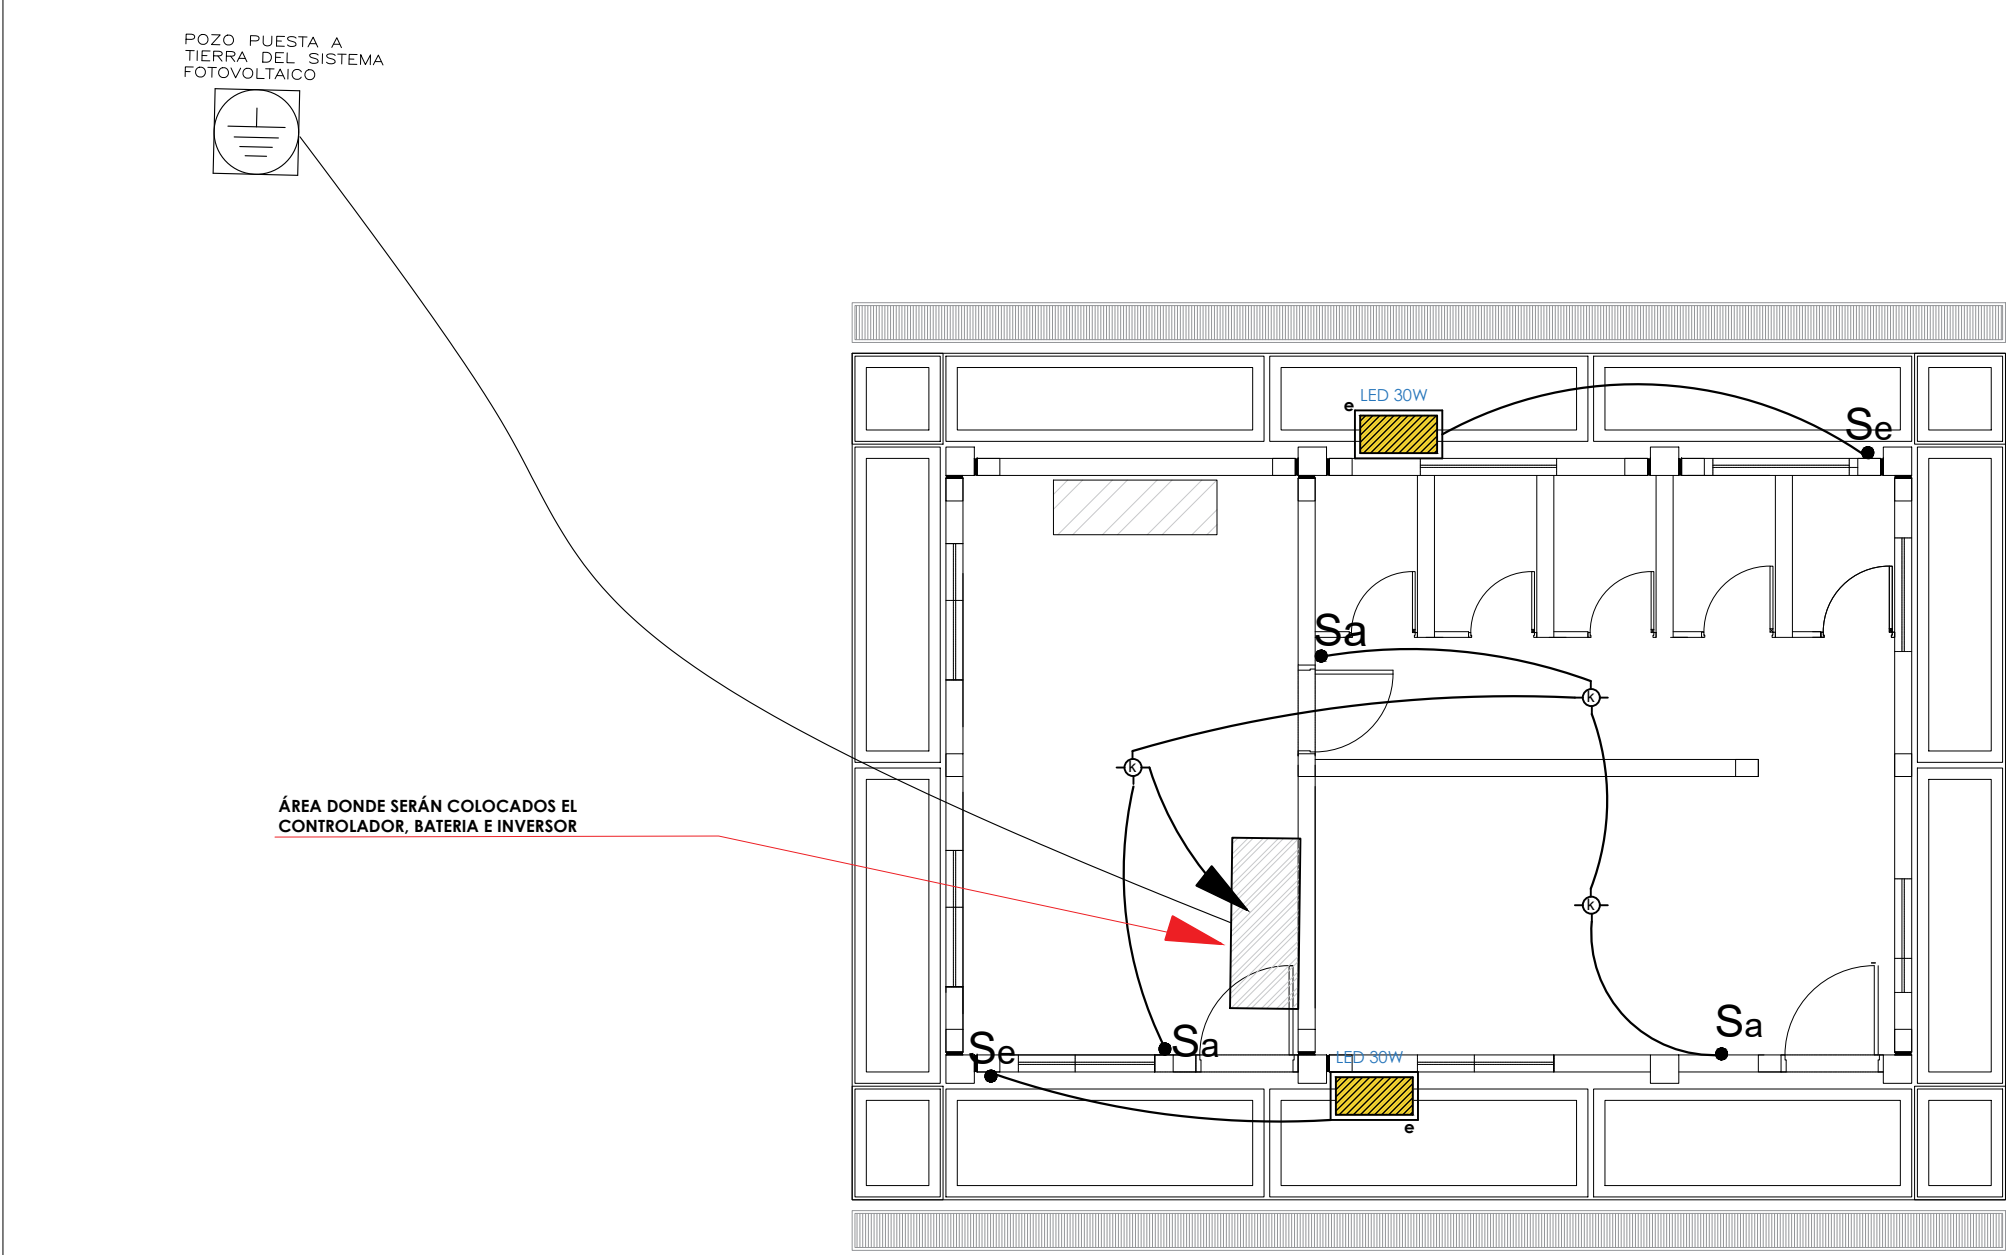 POZO PUESTA A
TIERRA DEL SISTEMA
FOTOVOLTAICO
LED 30W
e
Se
Sa
k
k
ÁREA DONDE SERÁN COLOCADOS EL
CONTROLADOR, BATERIA E INVERSOR
k
Sa
Se
Sa
LED 30W
e